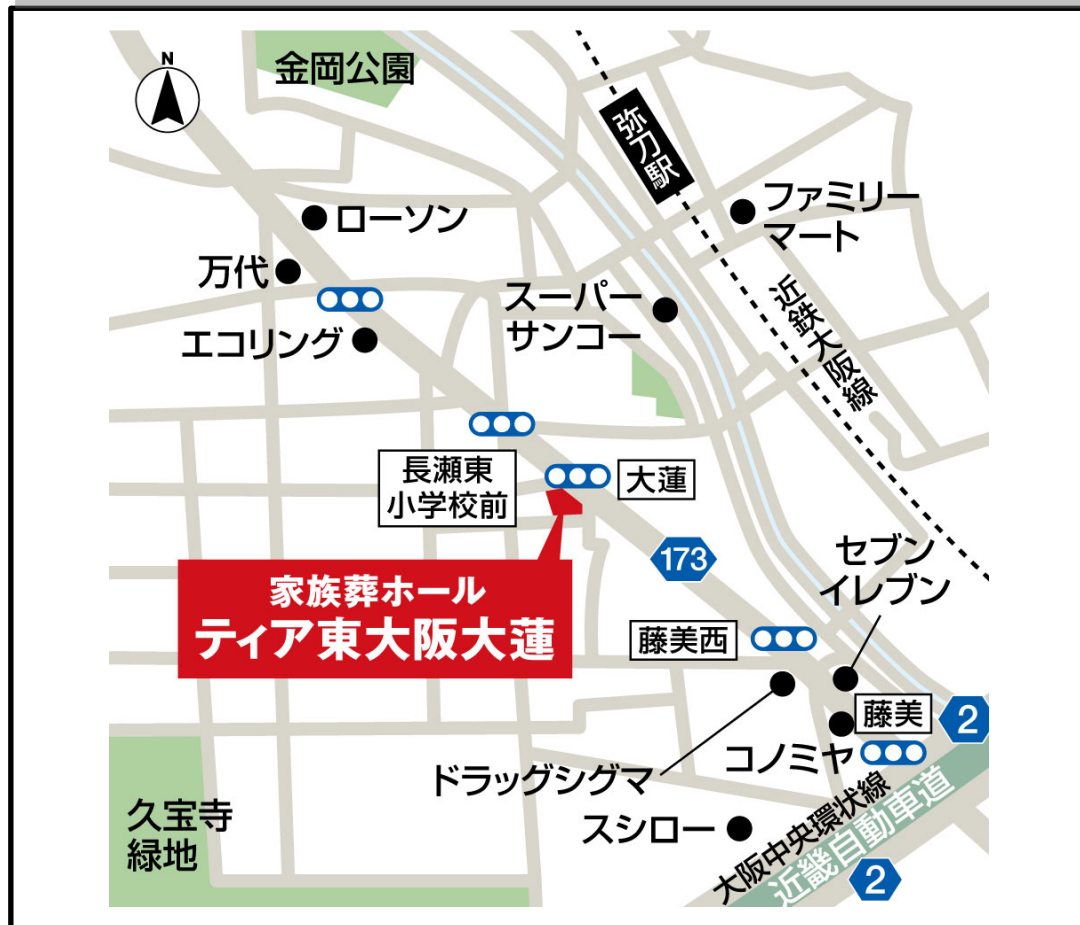 N
金岡公園
弥刀駅
ファミリー
マート
ローソン
万代
エコリング
スーパー
サンコー
近鉄大阪線
長瀬東
小学校前
大蓮
家族葬ホール
ティア東大阪大蓮
173
セブン
イレブン
藤美西
藤美
2
コノミヤ
ドラッグシグマ
スシロー
久宝寺
緑地
大阪中央環状線
近畿自動車道
2